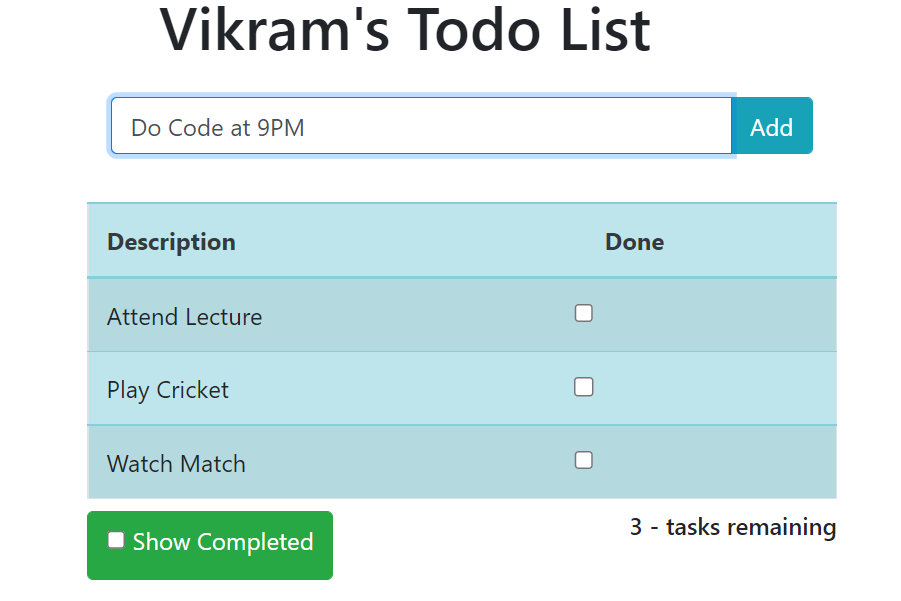 Vikram's Todo List
Do Code at 9PM Add
Description Done
Attend Lecture
Play Cricket
Watch Match
Show Completed 3 - tasks remaining